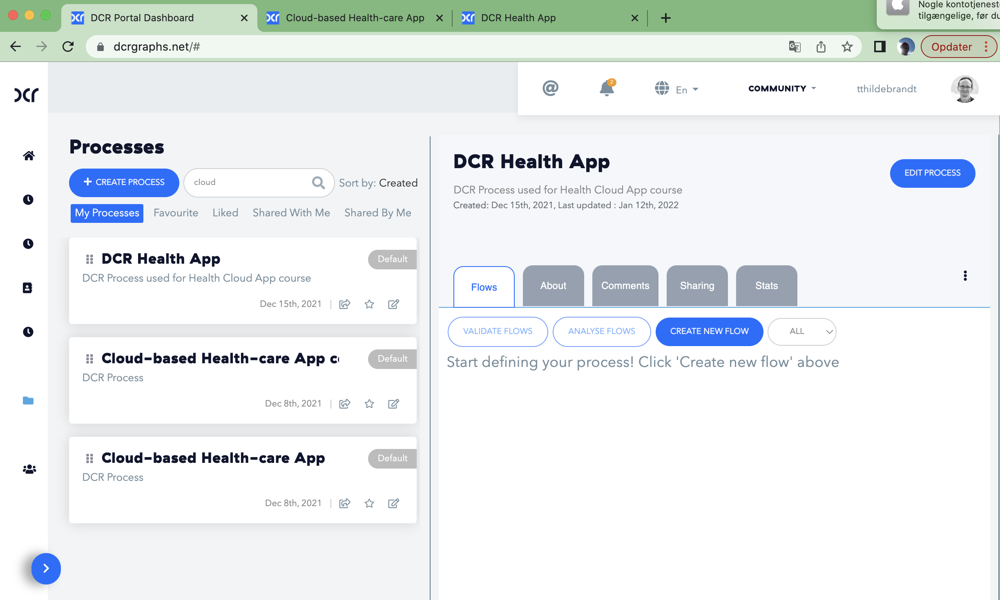 DCR Portal Dashboard
Cloud-based Health-care App
DCR Health App
Nogle kontotjenest
tilgængelige, før du
dcrgraphs.net/#
Opdater
2
En
COMMUNITY
tthildebrandt
Processes
CREATE PROCESS
cloud
Sort by: Created
My Processes
Favourite
Liked
Shared With Me
Shared By Me
DCR Health App
Default
DCR Process used for Health Cloud App course
Dec 15th, 2021
Cloud-based Health-care App co
Default
DCR Process
Dec 8th, 2021
Cloud-based Health-care App
Default
DCR Process
Dec 8th, 2021
DCR Health App
EDIT PROCESS
DCR Process used for Health Cloud App course
Created: Dec 15th, 2021, Last updated : Jan 12th, 2022
Flows
About
Comments
Sharing
Stats
VALIDATE FLOWS
ANALYSE FLOWS
CREATE NEW FLOW
ALL
Start defining your process! Click 'Create new flow' above